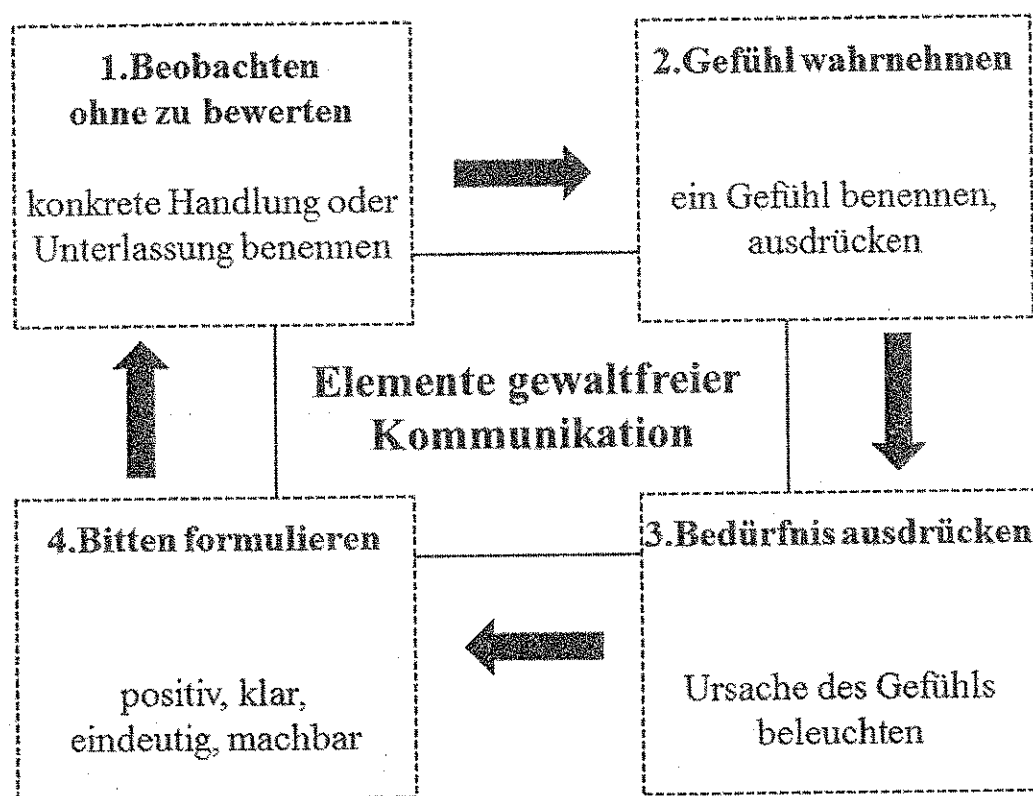 1.Beobachten
ohne zu bewerten
konkrete Handlung oder
Unterlassung benennen
2.Gefühl wahrnehmen
ein Gefühl benennen,
ausdrücken
Elemente gewaltfreier
Kommunikation
4.Bitten formulieren
positiv, klar,
eindeutig, machbar
3.Bedürfnis ausdrücken
Ursache des Gefühls
beleuchten